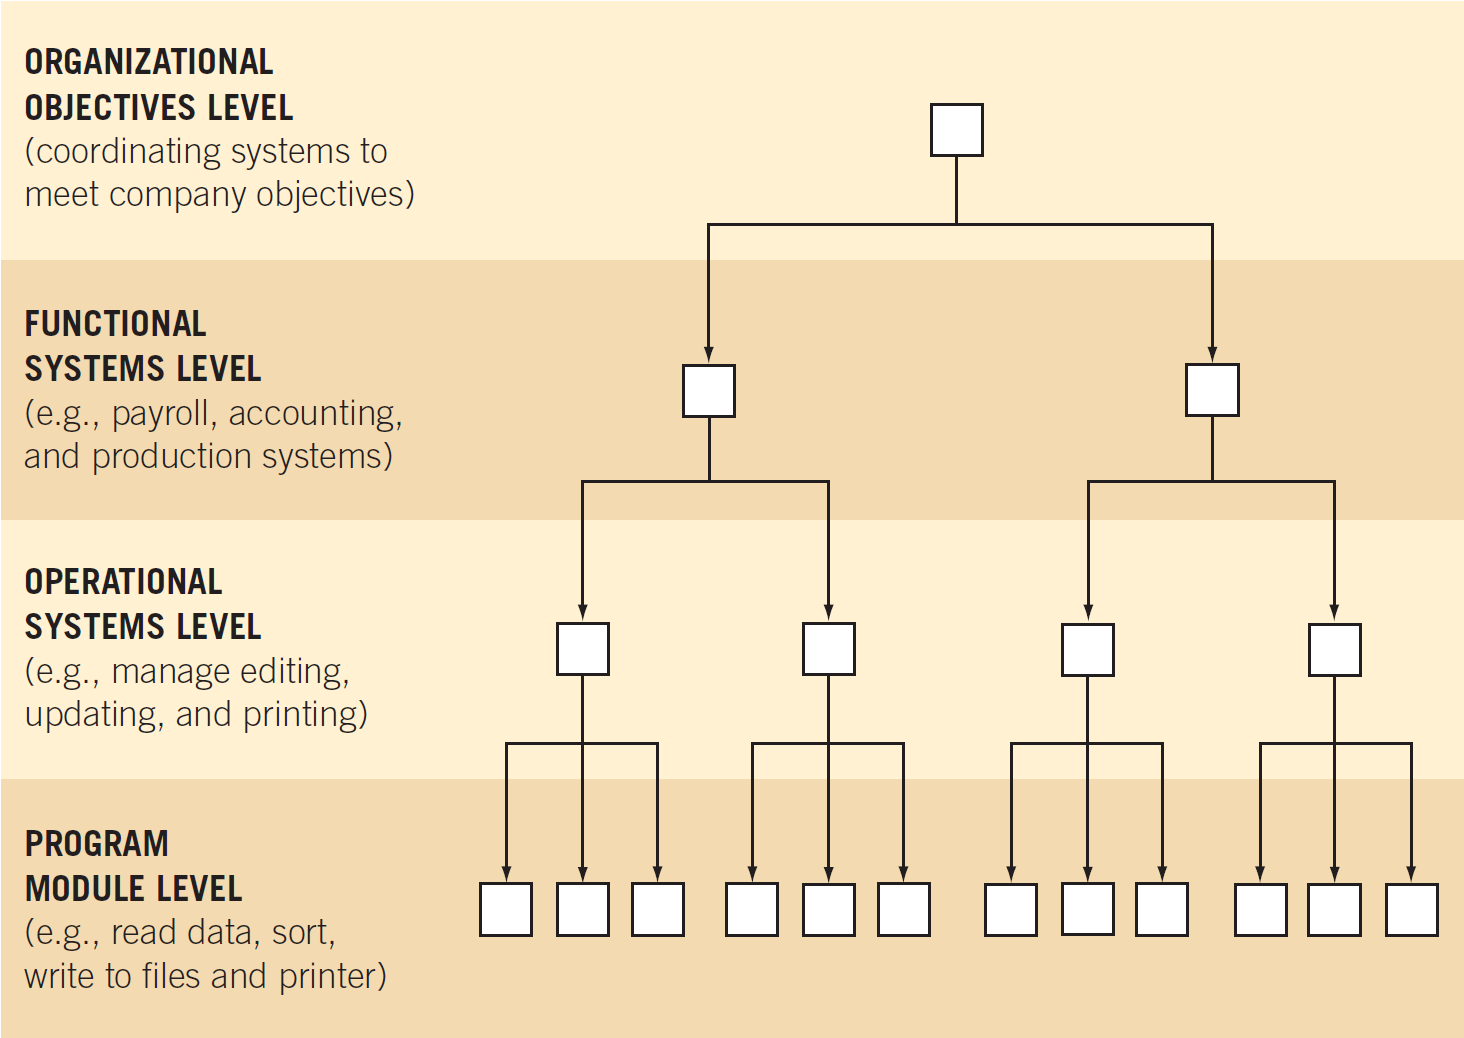 ORGANIZATIONAL
OBJECTIVES LEVEL
(coordinating systems to
meet company objectives)
FUNCTIONAL
SYSTEMS LEVEL
(e.g., payroll, accounting,
and production systems)
OPERATIONAL
SYSTEMS LEVEL
(e.g., manage editing,
updating, and printing)
PROGRAM
MODULE LEVEL
(e.g., read data, sort,
write to files and printer)